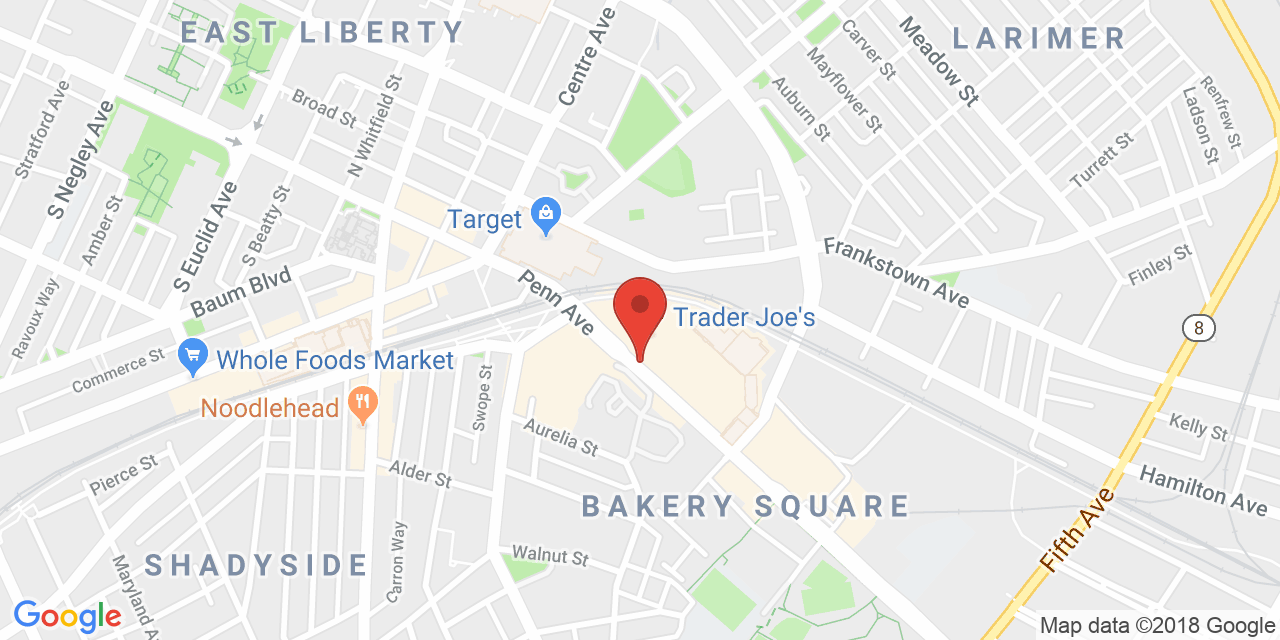 EAST LIBERTY
LARIMER
Centre Ave
Meadow St
Carver St
Mayflower St
Auburn St
Renfrew St
Ladson St
Turrett St
Stratford Ave
S Negley Ave
Broad St
N Whitfield St
Amber St
S Euclid Ave
S Beatty St
Target
Frankstown Ave
Finley St
Baum Blvd
Penn Ave
Ravoux Way
Trader Joe's
8
Commerce St
Whole Foods Market
Noodlehead
Swope St
Aurelia St
Kelly St
Pierce St
Alder St
Hamilton Ave
BAKERY SQUARE
Fifth Ave
SHADYSIDE
Carron Way
Walnut St
Maryland A
Google
Map data ©2018 Google